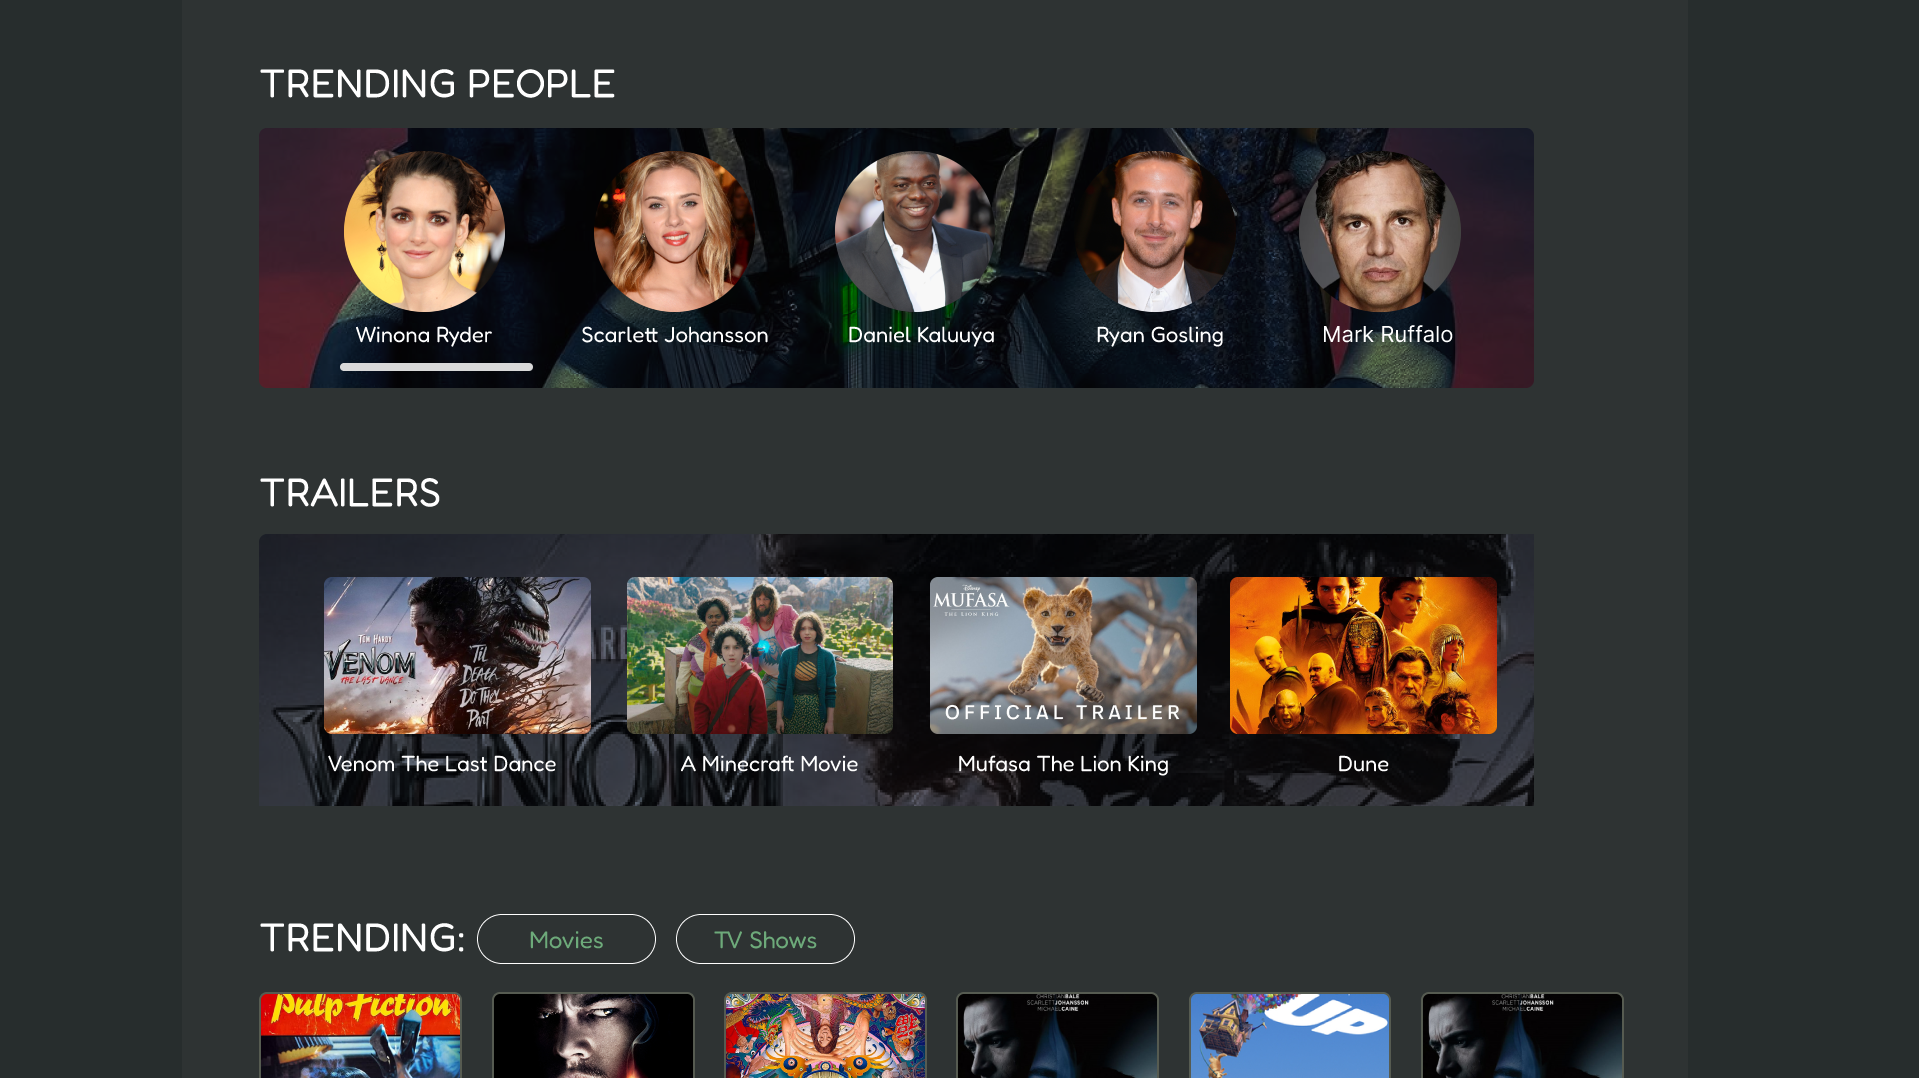 TRENDING PEOPLE
Winona Ryder
Scarlett Johansson
Daniel Kaluuya
Ryan Gosling
Mark Ruffalo
TRAILERS
TOM HARDY
VENOM
THE LAST DANCE
'TIL
DEATH
DO THEY
PART
Disney
MUFASA
THE LION KING
OFFICIAL TRAILER
ARD
VENOM
Venom The Last Dance
A Minecraft Movie
Mufasa The Lion King
Dune
TRENDING:
Movies
TV Shows
Pulp Fiction
CHRISTIAN BALE
SCARLETT JOHANSSON
MICHAEL CAINE
UP
CHRISTIAN BALE
SCARLETT JOHANSSON
MICHAEL CAINE